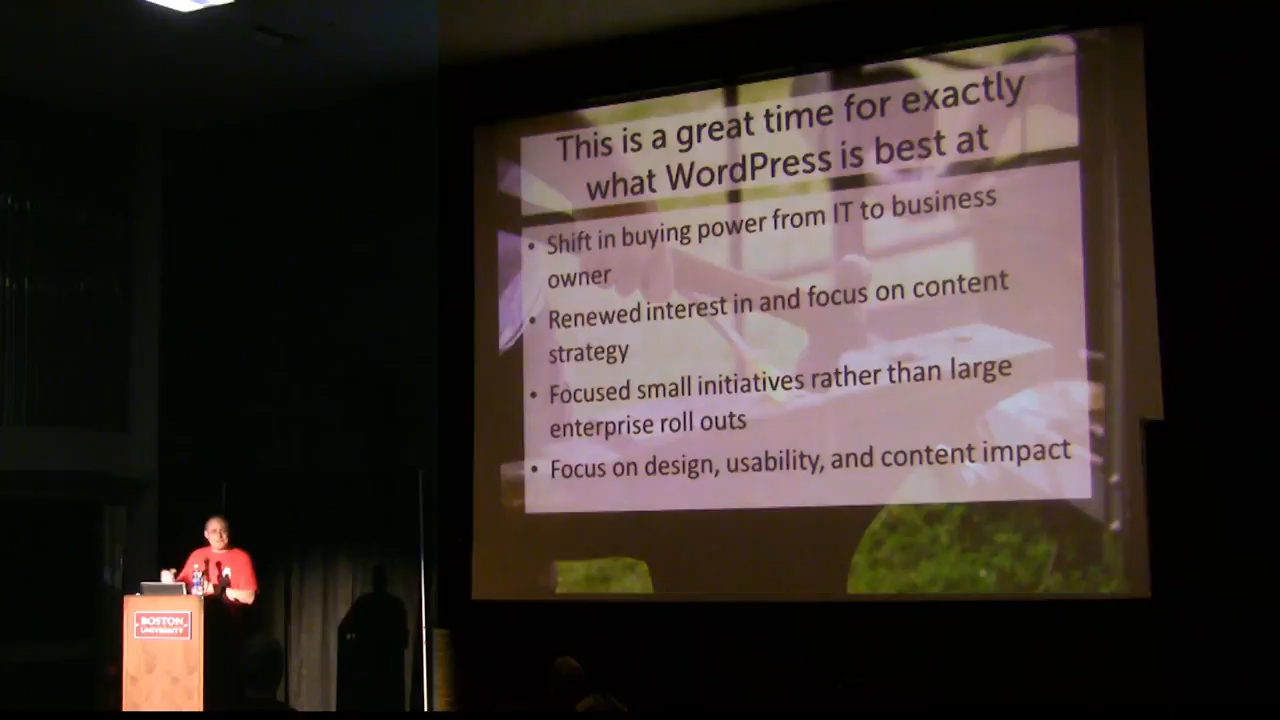 This is a great time for exactly
what WordPress is best at
• Shift in buying power from IT to business
owner
• Renewed interest in and focus on content
strategy
• Focused small initiatives rather than large
enterprise roll outs
• Focus on design, usability, and content impact
BOSTON
UNIVERSITY